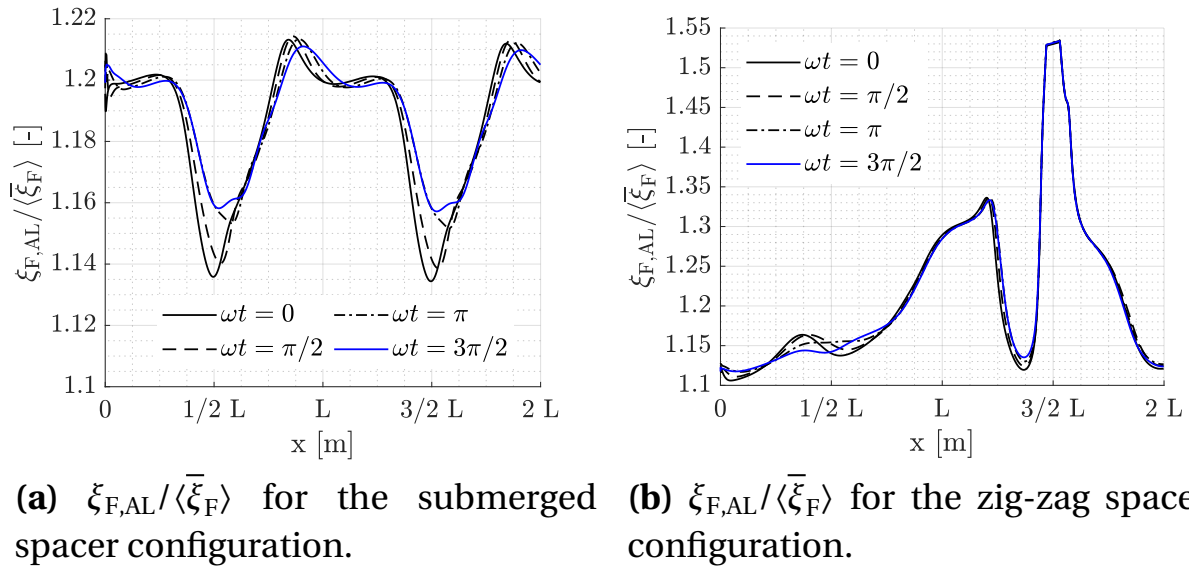 1.22
1.20
1.18
1.16
1.14
1.12
1.1
ξF,AL/⟨ξ̅F⟩ [-]
ωt = 0
ωt = π/2
ωt = π
ωt = 3π/2
0 1/2 L L 3/2 L 2 L
x [m]
(a) ξF,AL/⟨ξ̅F⟩ for the submerged
spacer configuration.
1.55
1.5
1.45
1.4
1.35
1.3
1.25
1.2
1.15
1.1
ξF,AL/⟨ξ̅F⟩ [-]
ωt = 0
ωt = π/2
ωt = π
ωt = 3π/2
0 1/2 L L 3/2 L 2 L
x [m]
(b) ξF,AL/⟨ξ̅F⟩ for the zig-zag space
configuration.